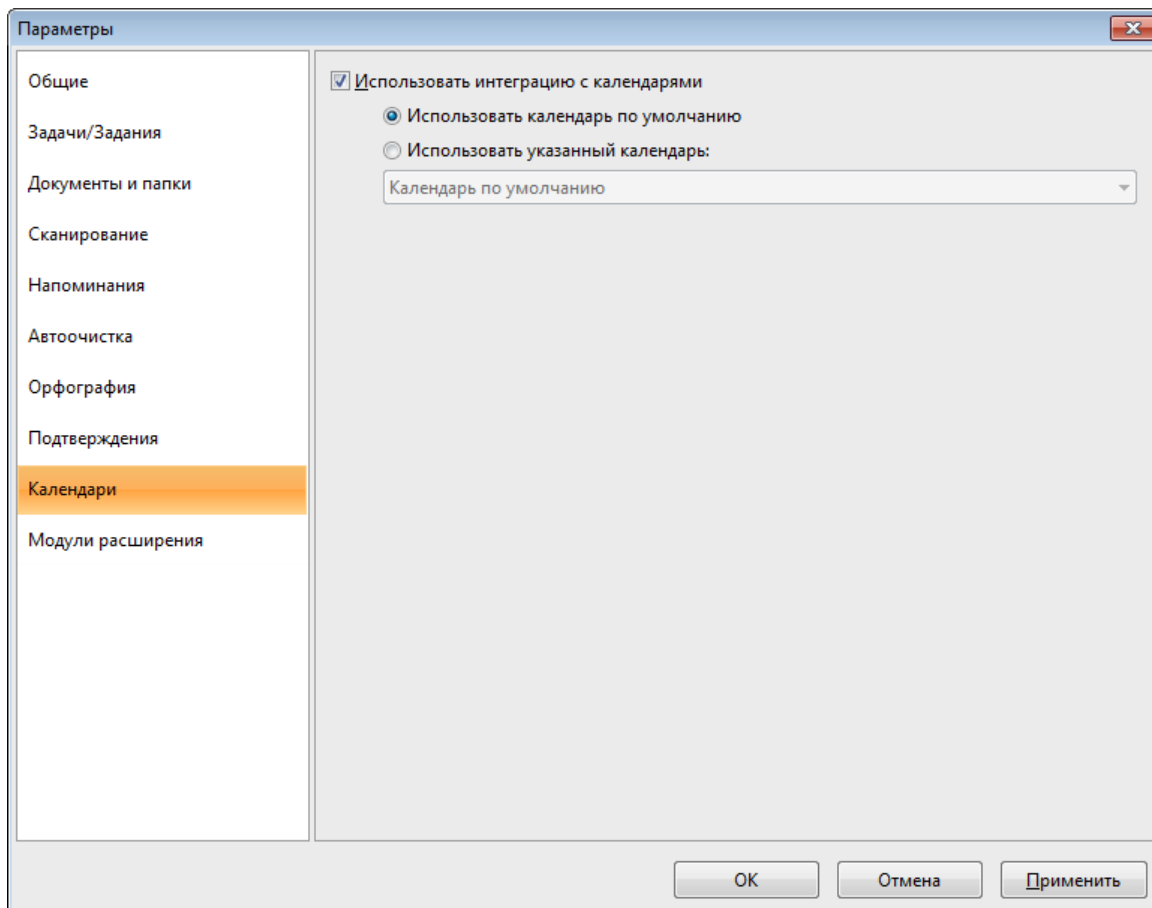 Параметры
Общие
Задачи/Задания
Документы и папки
Сканирование
Напоминания
Автоочистка
Орфография
Подтверждения
Календари
Модули расширения
Использовать интеграцию с календарями
Использовать календарь по умолчанию
Использовать указанный календарь:
Календарь по умолчанию
ОК
Отмена
Применить